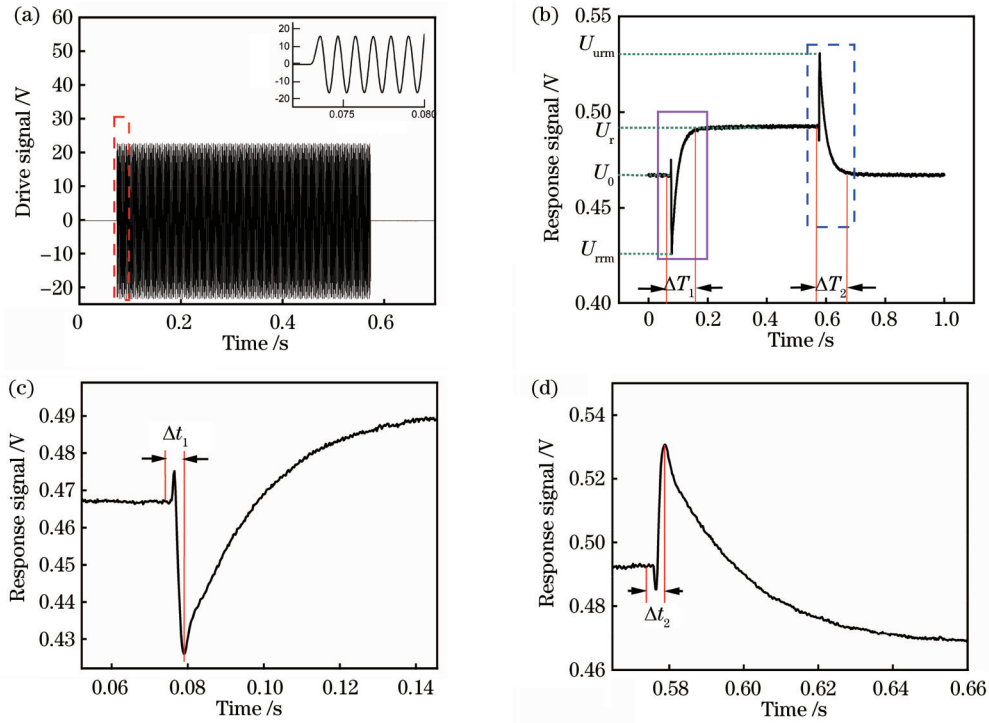 (a)
60
50
40
30
20
10
0
−10
−20
Drive signal /V
0
0.2
0.4
0.6
Time /s
20
10
0
-10
-20
0.075
0.080
(b)
0.55
0.50
0.45
0.40
Response signal /V
Uurm
Ur
U0
Urrm
ΔT1
ΔT2
0
0.2
0.4
0.6
0.8
1.0
Time /s
(c)
0.49
0.48
0.47
0.46
0.45
0.44
0.43
Response signal /V
Δt1
0.06
0.08
0.10
0.12
0.14
Time /s
(d)
0.54
0.52
0.50
0.48
0.46
Response signal /V
Δt2
0.58
0.60
0.62
0.64
0.66
Time /s